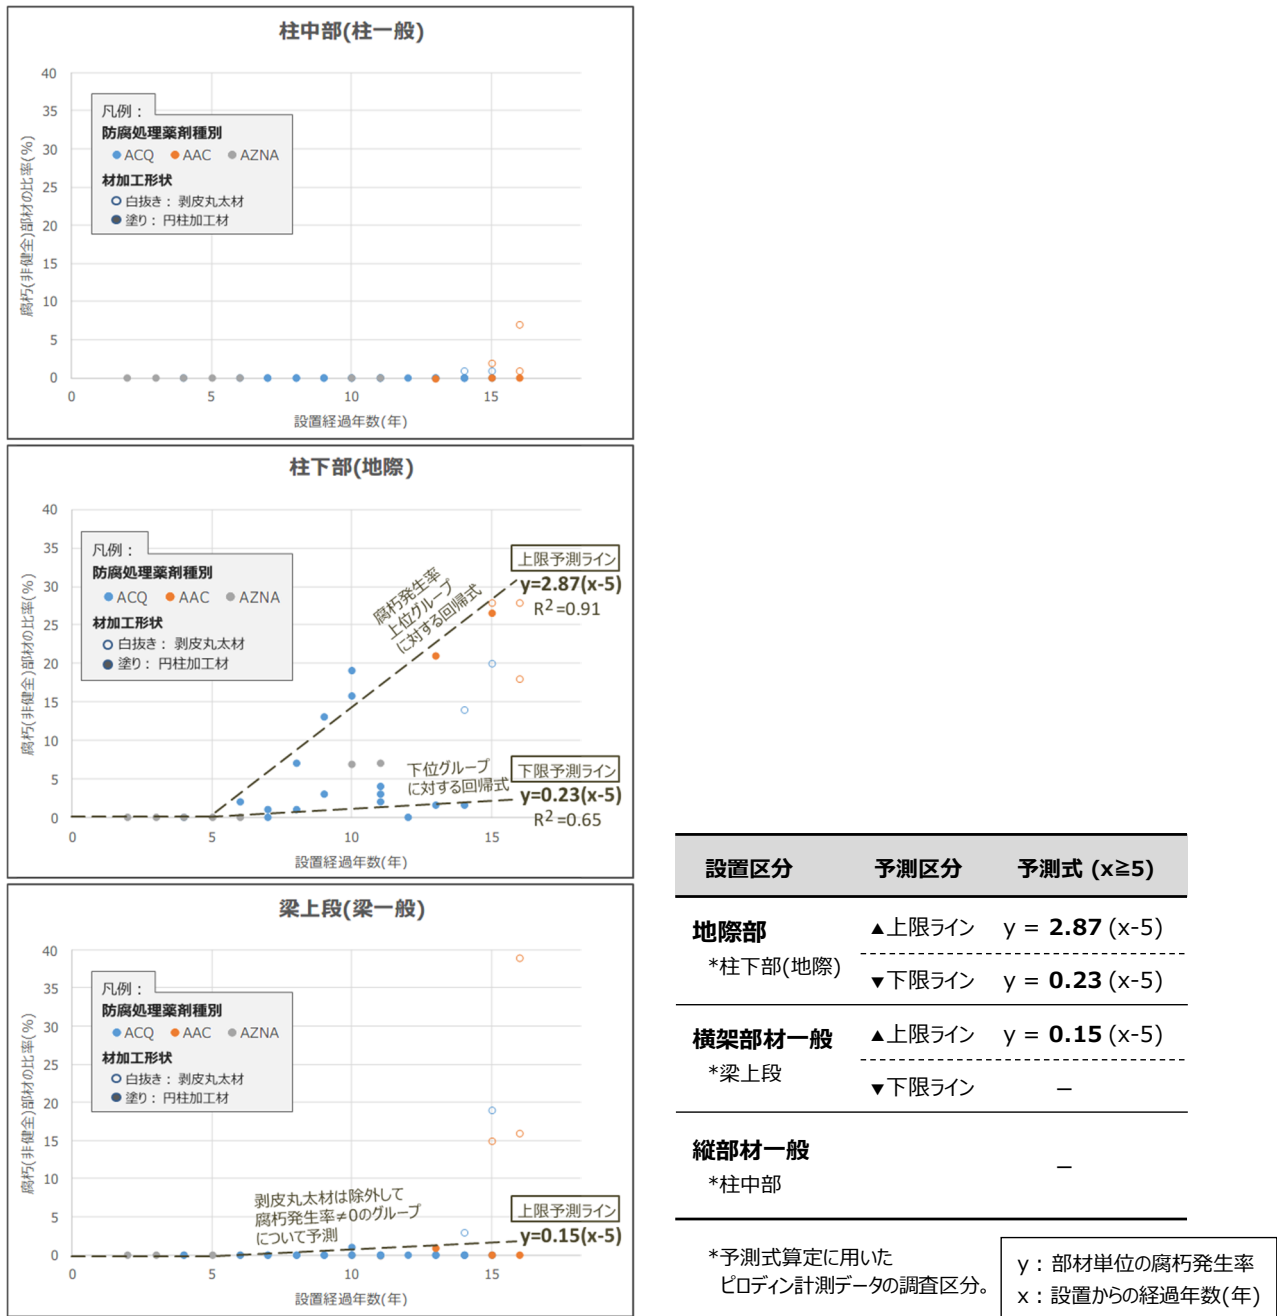 柱中部(柱一般)
腐朽(非健全)部材の比率(%)
40
35
30
25
20
15
10
5
0
凡例：
防腐処理薬剤種別
ACQ AAC AZNA
材加工形状
白抜き：剥皮丸太材
塗り：円柱加工材
0 5 10 15
設置経過年数(年)
柱下部(地際)
腐朽(非健全)部材の比率(%)
40
35
30
25
20
15
10
5
0
凡例：
防腐処理薬剤種別
ACQ AAC AZNA
材加工形状
白抜き：剥皮丸太材
塗り：円柱加工材
腐朽発生率
上位グループ
に対する回帰式
上限予測ライン
y=2.87(x-5)
R²=0.91
下位グループ
に対する回帰式
下限予測ライン
y=0.23(x-5)
R²=0.65
0 5 10 15
設置経過年数(年)
梁上段(梁一般)
腐朽(非健全)部材の比率(%)
40
35
30
25
20
15
10
5
0
凡例：
防腐処理薬剤種別
ACQ AAC AZNA
材加工形状
白抜き：剥皮丸太材
塗り：円柱加工材
剥皮丸太材は除外して
腐朽発生率≠0のグループ
について予測
上限予測ライン
y=0.15(x-5)
0 5 10 15
設置経過年数(年)
設置区分 予測区分 予測式 (x≧5)
地際部 ▲上限ライン y = 2.87 (x-5)
*柱下部(地際)
▼下限ライン y = 0.23 (x-5)
横架部材一般 ▲上限ライン y = 0.15 (x-5)
*梁上段
▼下限ライン －
縦部材一般 －
*柱中部
*予測式算定に用いた
ピロディン計測データの調査区分。
y：部材単位の腐朽発生率
x：設置からの経過年数(年)